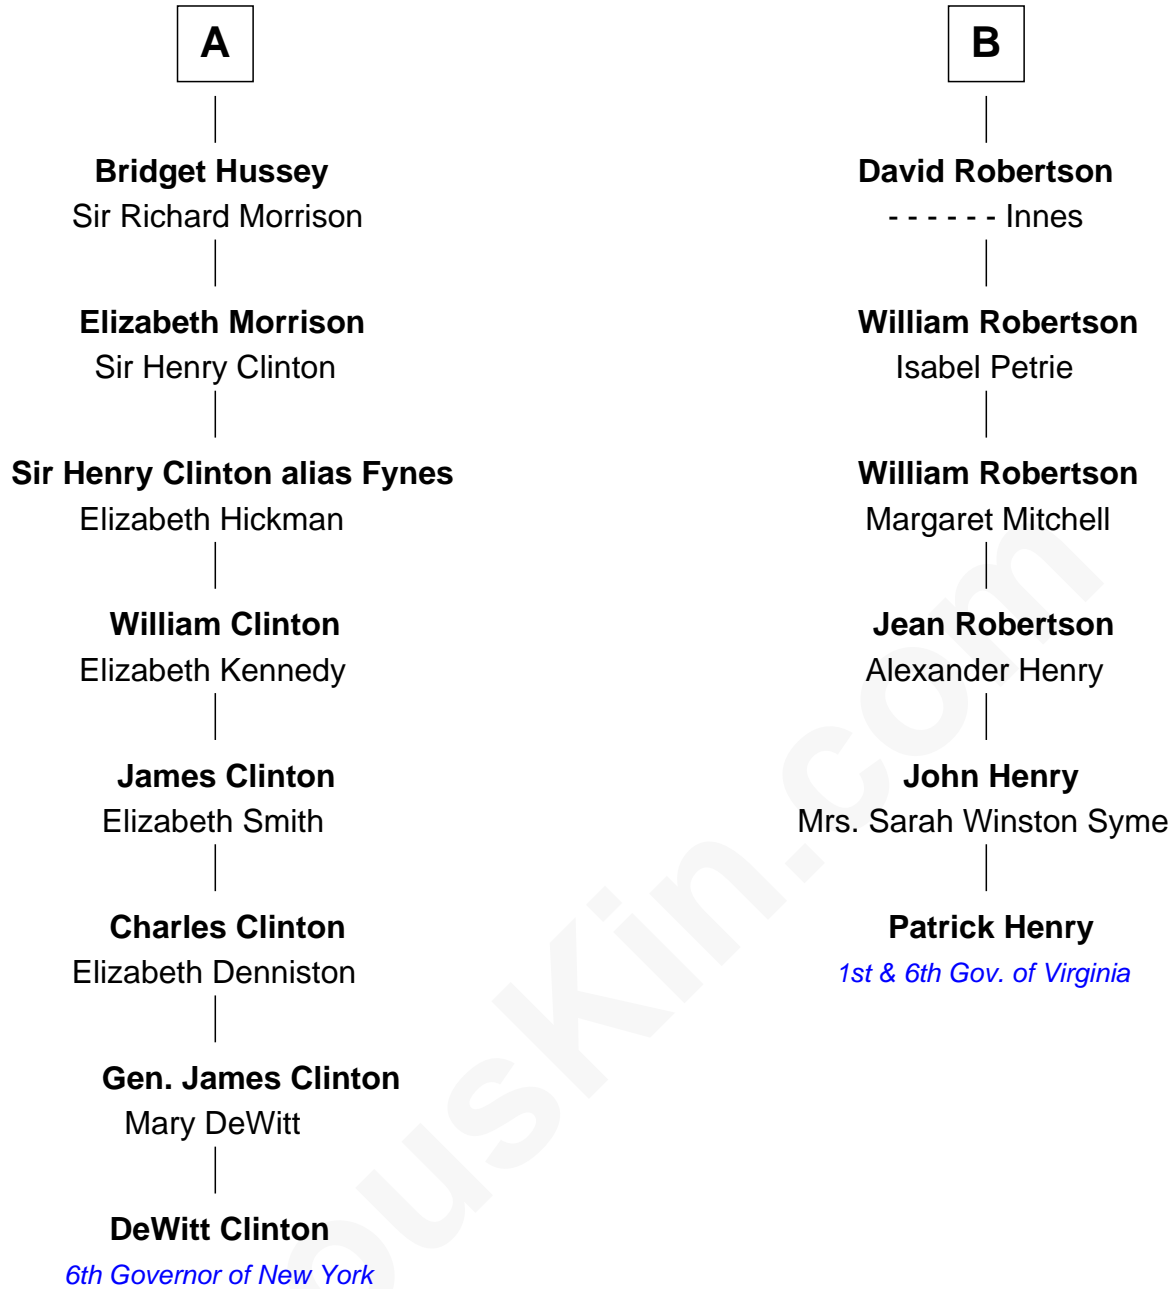 A
Bridget Hussey
Sir Richard Morrison
Elizabeth Morrison
Sir Henry Clinton
Sir Henry Clinton alias Fynes
Elizabeth Hickman
William Clinton
Elizabeth Kennedy
James Clinton
Elizabeth Smith
Charles Clinton
Elizabeth Denniston
Gen. James Clinton
Mary DeWitt
DeWitt Clinton
6th Governor of New York
B
David Robertson
- - - - - - Innes
William Robertson
Isabel Petrie
William Robertson
Margaret Mitchell
Jean Robertson
Alexander Henry
John Henry
Mrs. Sarah Winston Syme
Patrick Henry
1st & 6th Gov. of Virginia
ousKin.com